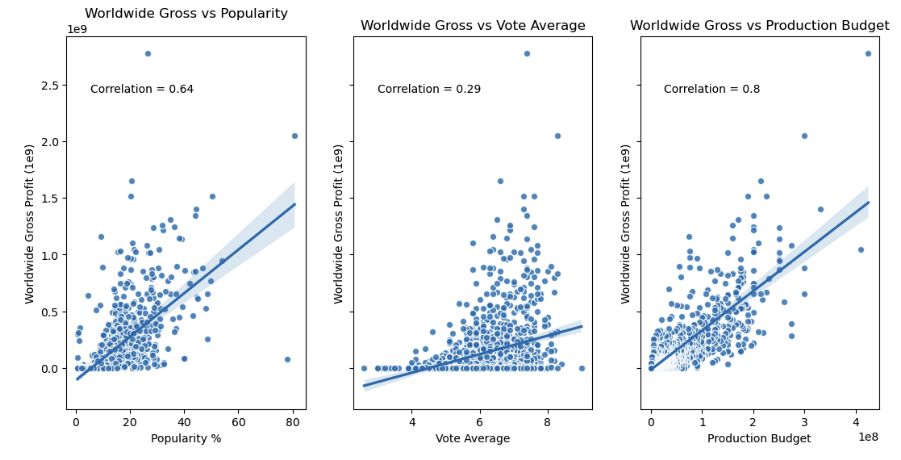 Worldwide Gross vs Popularity
1e9
Correlation = 0.64
Worldwide Gross Profit (1e9)
2.5
2.0
1.5
1.0
0.5
0.0
0 20 40 60 80
Popularity %
Worldwide Gross vs Vote Average
Correlation = 0.29
Worldwide Gross Profit (1e9)
4 6 8
Vote Average
Worldwide Gross vs Production Budget
Correlation = 0.8
Worldwide Gross Profit (1e9)
0 1 2 3 4
1e8
Production Budget